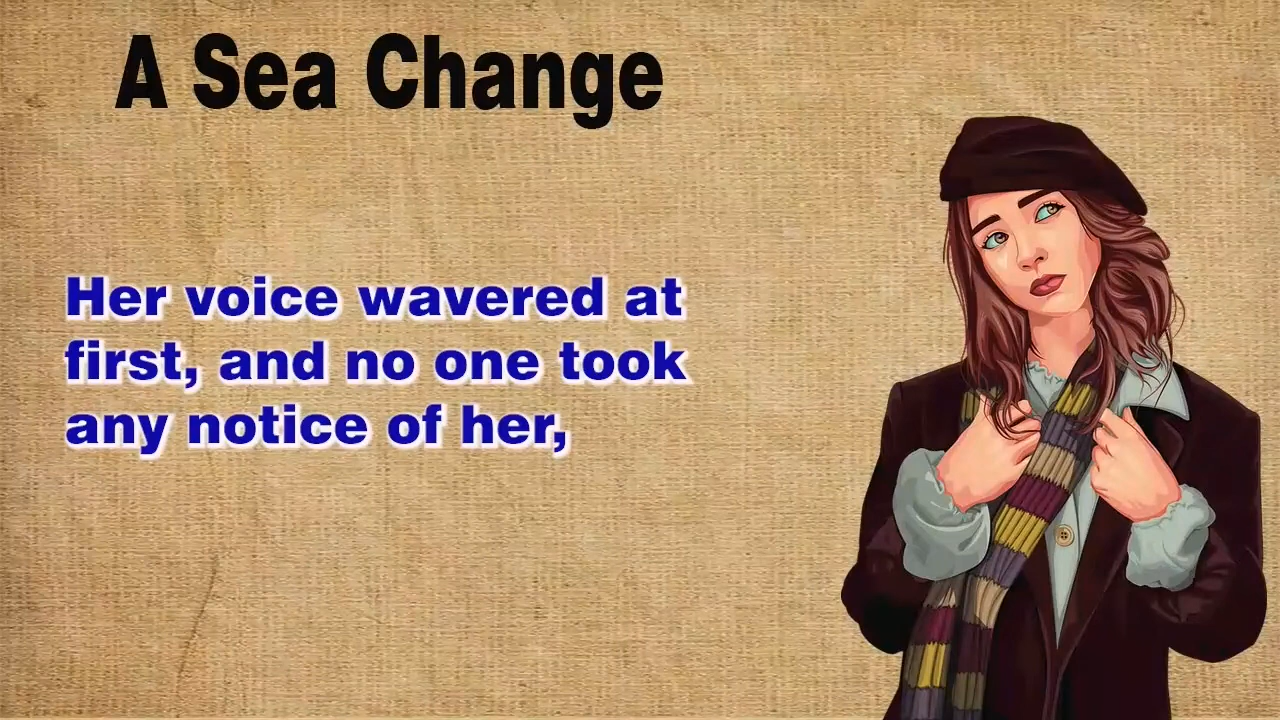 A Sea Change
Her voice wavered at
first, and no one took
any notice of her,